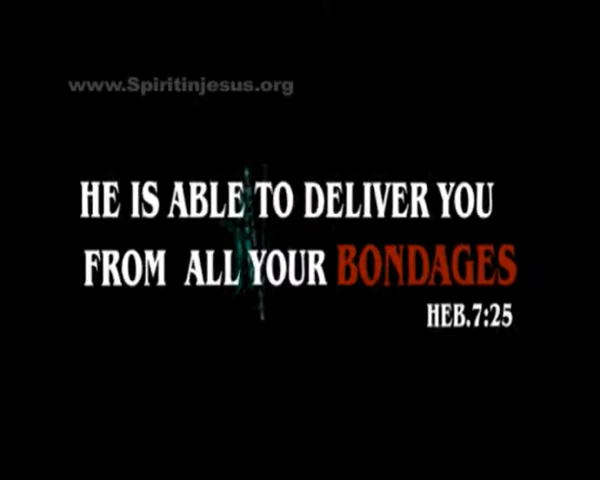 www.Spiritinjesus.org
HE IS ABLE TO DELIVER YOU
FROM ALL YOUR BONDAGES
HEB.7:25